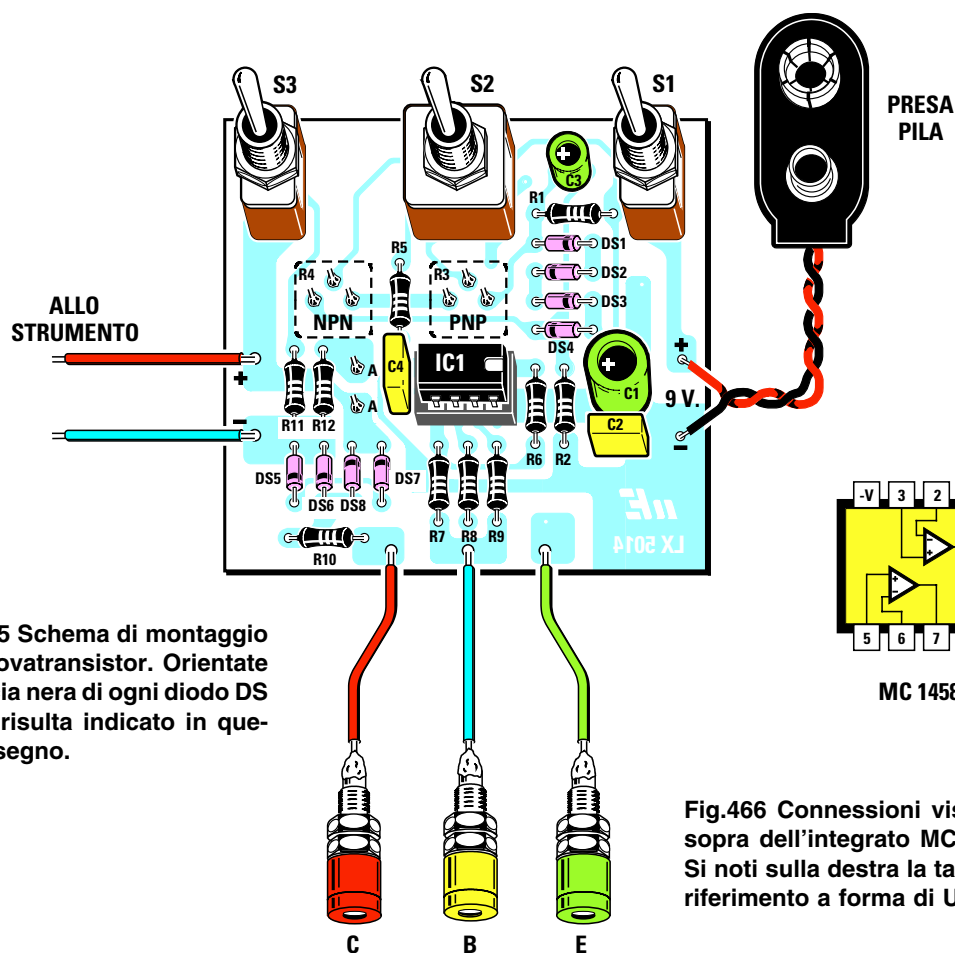 S3
S2
S1
PRESA
PILA
C3
R1
DS1
DS2
DS3
DS4
R5
R4
R3
NPN
PNP
ALLO
STRUMENTO
+
-
A
A
C4
IC1
C1
C2
+
9 V.
-
R11 R12
R6 R2
DS5
DS6
DS8
DS7
R7 R8 R9
R10
LX 5014
-V 3 2
5 6 7
MC 1458
5 Schema di montaggio
ovatransistor. Orientate
ia nera di ogni diodo DS
risulta indicato in que-
segno.
Fig.466 Connessioni vis
sopra dell'integrato MC
Si noti sulla destra la ta
riferimento a forma di U
C B E